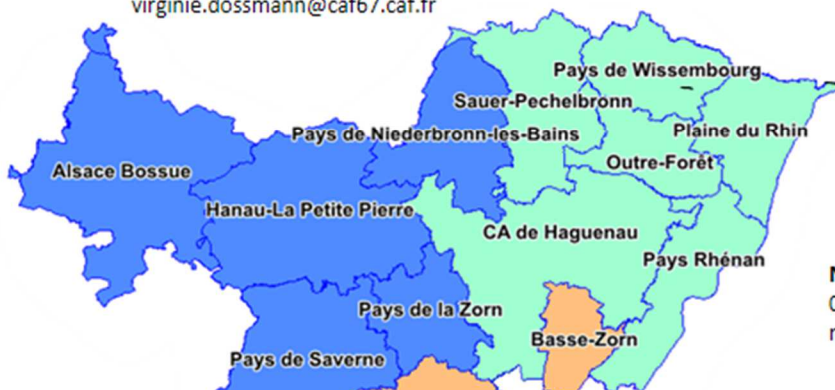 virginie.dossmann@caf67.caf.fr
Pays de Wissembourg
Sauer-Pechelbronn
Pays de Niederbronn-les-Bains
Plaine du Rhin
Outre-Forêt
Alsace Bossue
Hanau-La Petite Pierre
CA de Haguenau
Pays Rhénan
Pays de la Zorn
Basse-Zorn
Pays de Saverne